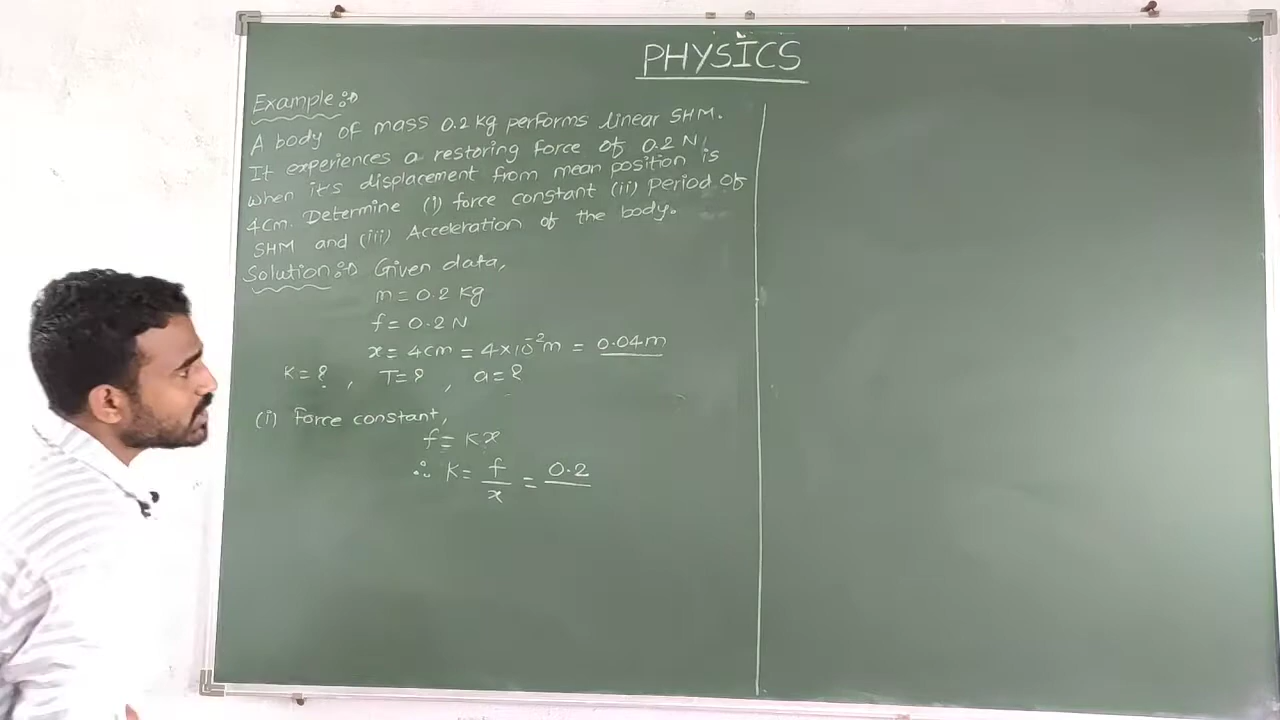 PHYSICS
Example:→
A body of mass 0.2 kg performs linear SHM.
It experiences a restoring force of 0.2 N,
when it's displacement from mean position is
4cm. Determine (i) force constant (ii) Period of
SHM and (iii) Acceleration of the body.
Solution:→ Given data,
m = 0.2 kg
f = 0.2 N
x = 4cm = 4×10⁻²m = 0.04m
K = ? , T = ? , a = ?
(i) Force constant,
f = Kx
∴ K = f/x = 0.2/